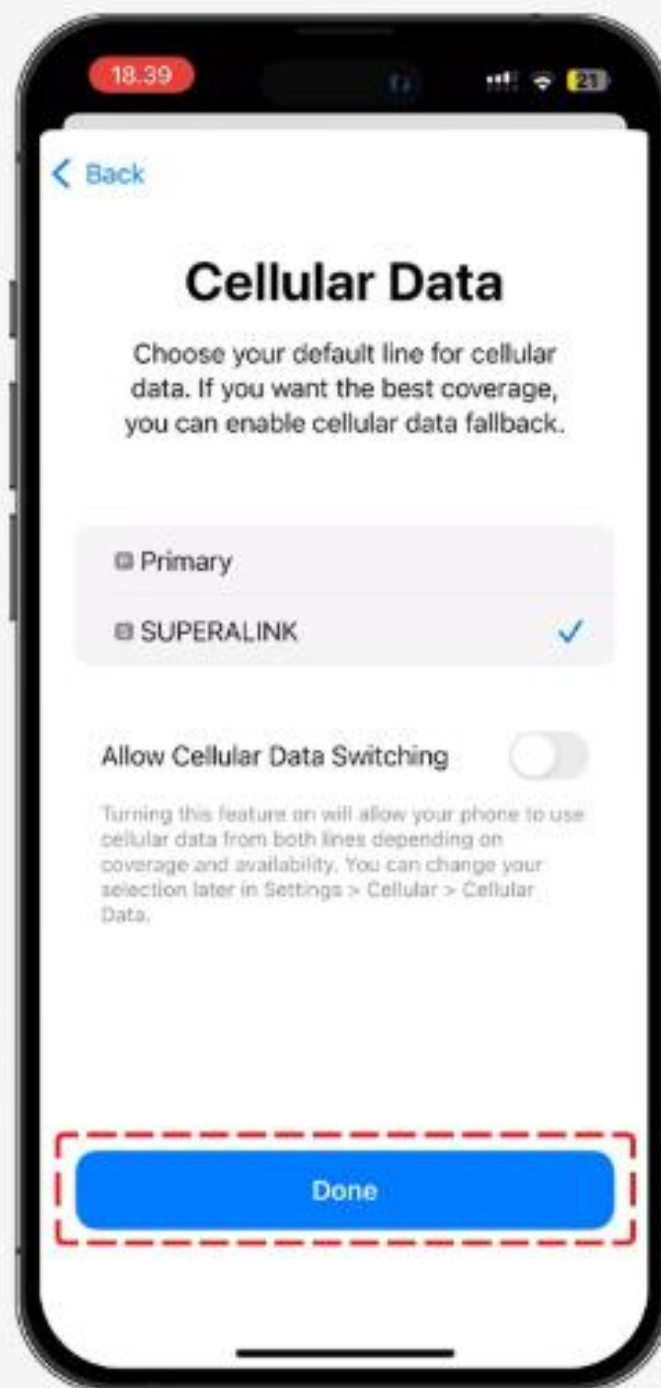 18.39
21
Back
Cellular Data
Choose your default line for cellular
data. If you want the best coverage,
you can enable cellular data fallback.
Primary
SUPERALINK
Allow Cellular Data Switching
Turning this feature on will allow your phone to use
cellular data from both lines depending on
coverage and availability. You can change your
selection later in Settings > Cellular > Cellular
Data.
Done